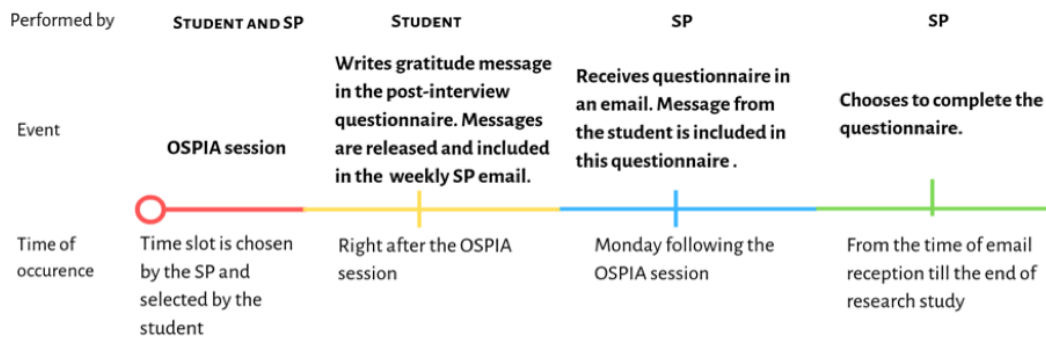 Performed by
STUDENT AND SP
STUDENT
SP
SP
Event
OSPIA session
Writes gratitude message
in the post-interview
questionnaire. Messages
are released and included
in the weekly SP email.
Receives questionnaire in
an email. Message from
the student is included in
this questionnaire .
Chooses to complete the
questionnaire.
Time of
occurence
Time slot is chosen
by the SP and
selected by the
student
Right after the OSPIA
session
Monday following the
OSPIA session
From the time of email
reception till the end of
research study